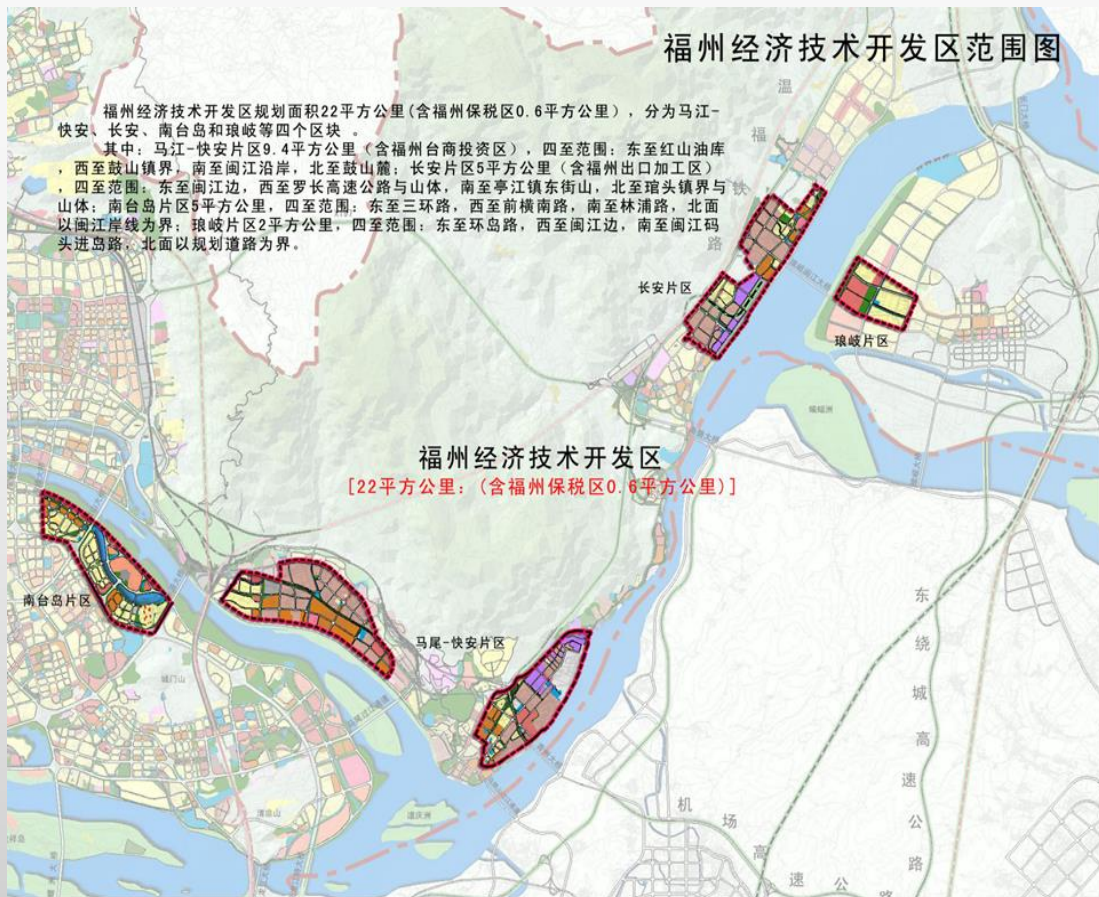 福州经济技术开发区范围图
福州经济技术开发区规划面积22平方公里(含福州保税区0.6平方公里），分为马江-
快安、长安、南台岛和琅岐等四个区块 。
其中：马江-快安片区9.4平方公里（含福州台商投资区），四至范围：东至红山油库
，西至鼓山镇界，南至闽江沿岸，北至鼓山麓；长安片区5平方公里（含福州出口加工区）
，四至范围：东至闽江边，西至罗长高速公路与山体，南至亭江镇东街山，北至琯头镇界与
山体；南台岛片区5平方公里，四至范围：东至三环路，西至前横南路，南至林浦路，北面
以闽江岸线为界；琅岐片区2平方公里，四至范围：东至环岛路，西至闽江边，南至闽江码
头进岛路，北面以规划道路为界。
温
福
铁
路
长安片区
琅岐片区
蝙蝠洲
福州经济技术开发区
[22平方公里：(含福州保税区0.6平方公里)]
南台岛片区
马尾-快安片区
城门山
清凉山
东
绕
城
高
速
公
路
机
场
高
速
公
路